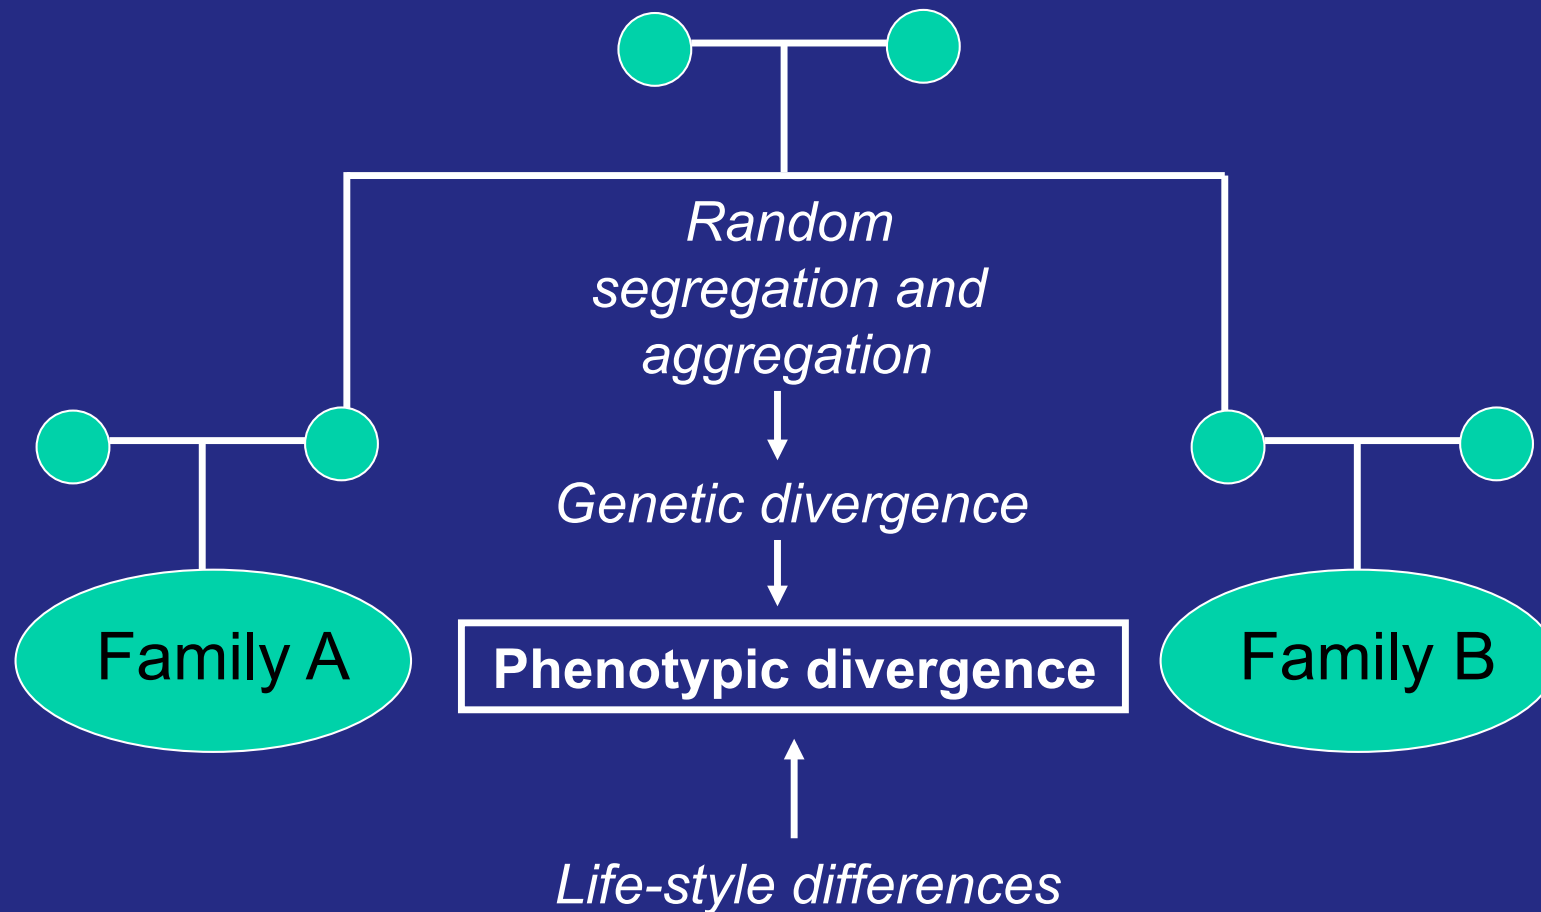 Random
segregation and
aggregation
Genetic divergence
Family A
Phenotypic divergence
Family B
Life-style differences